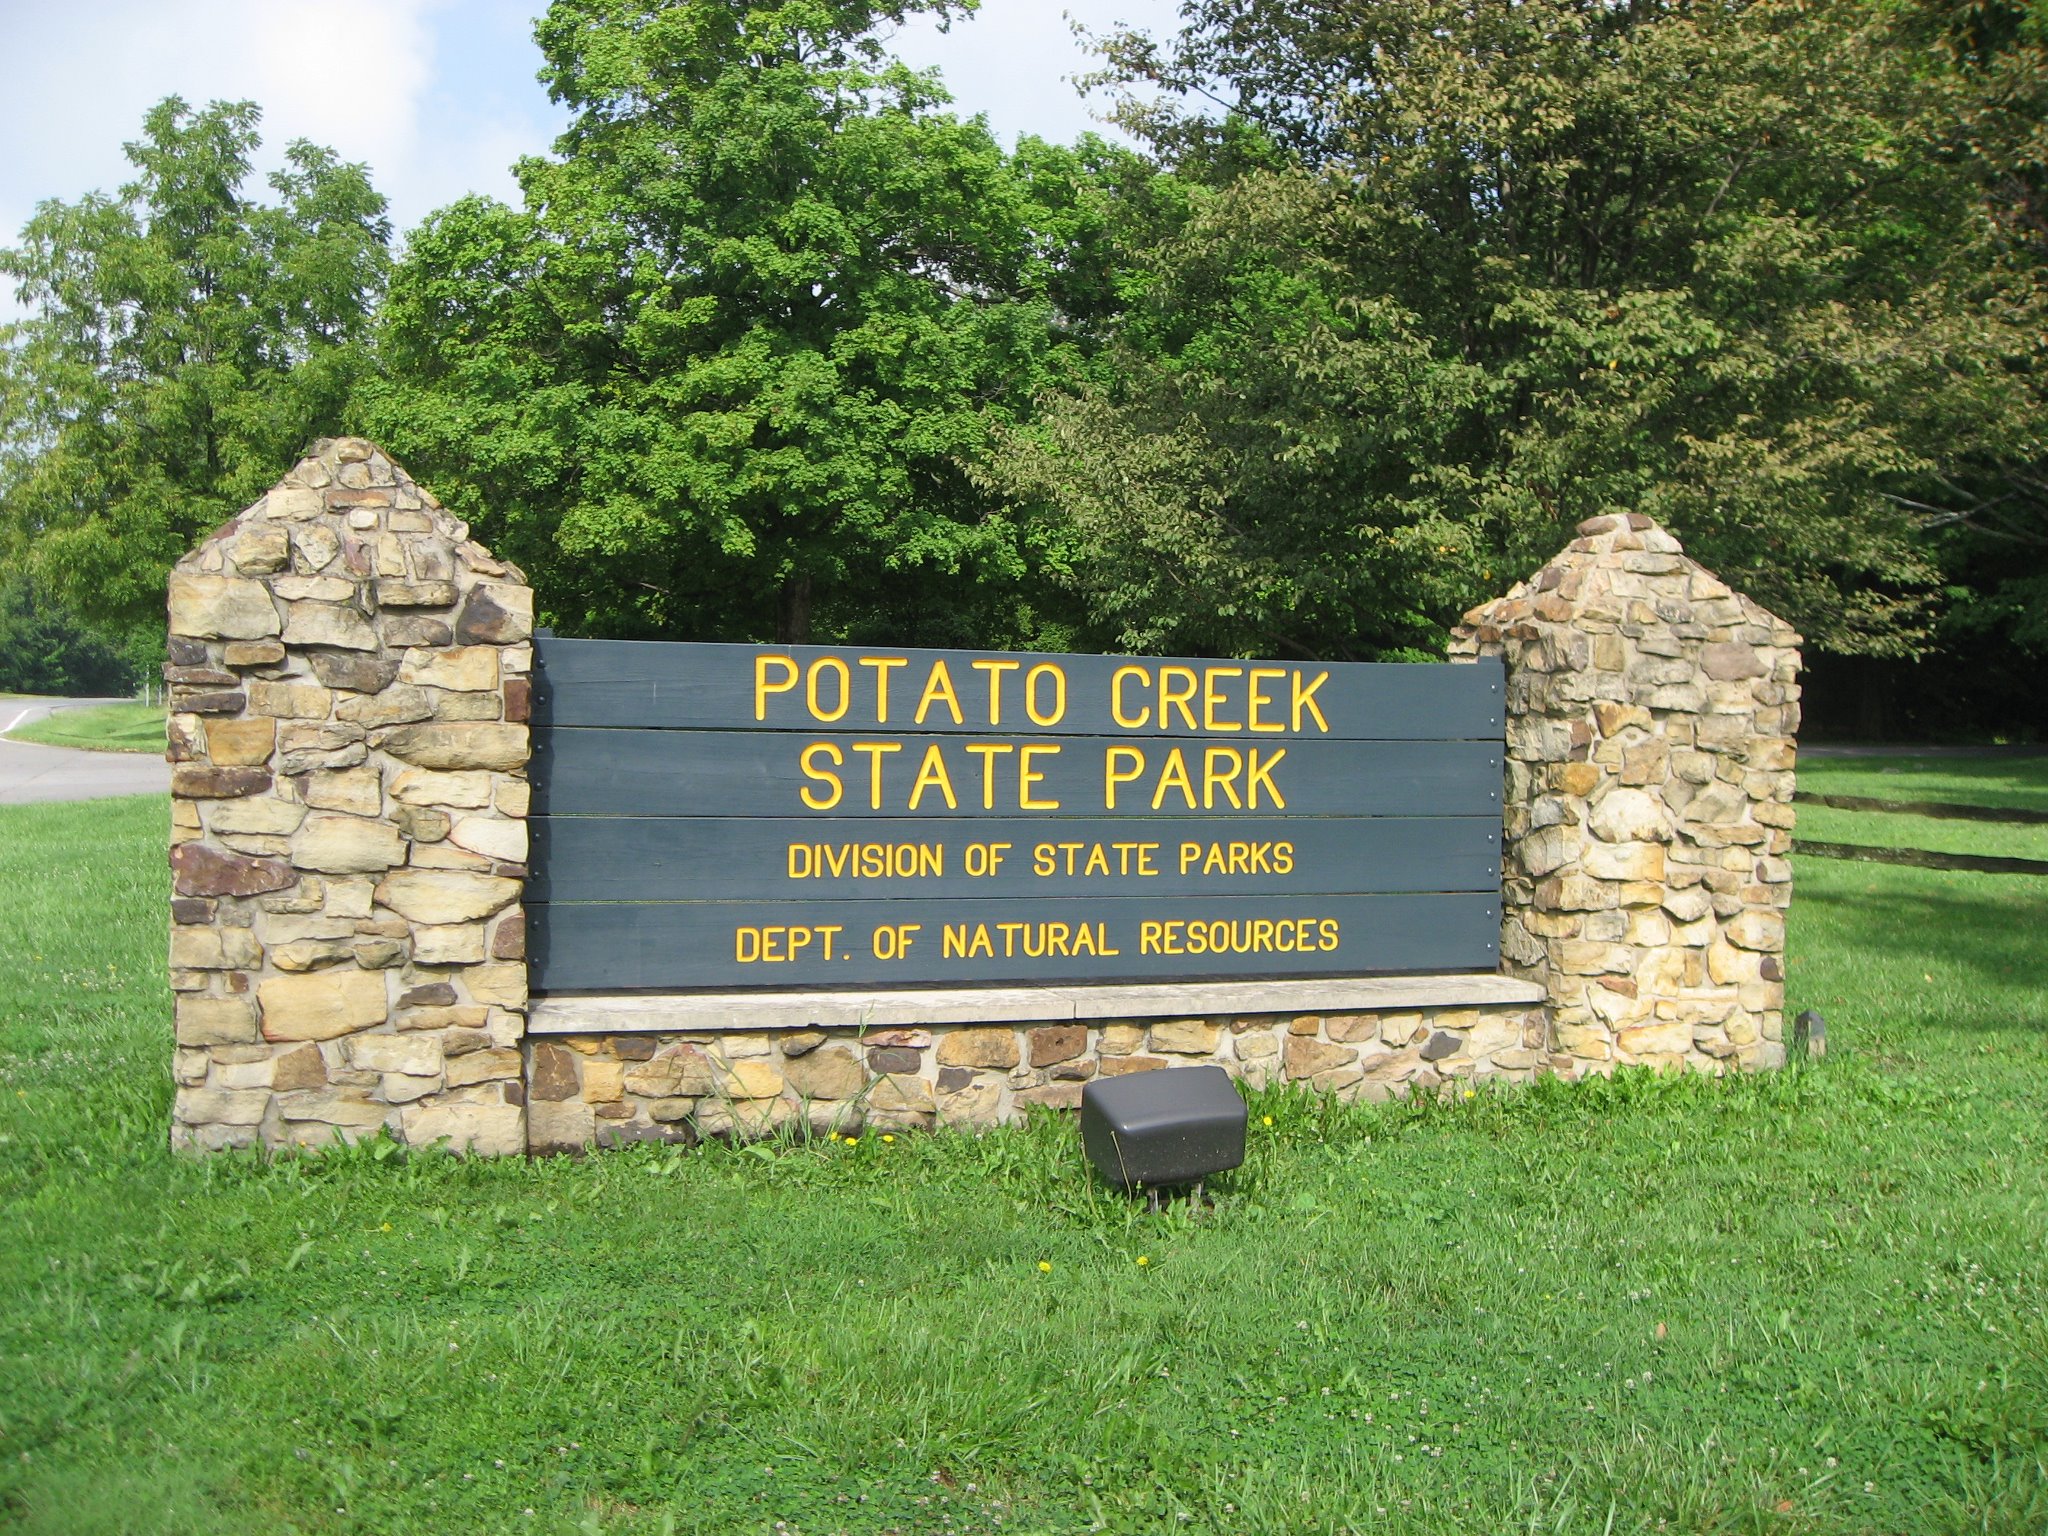 POTATO CREEK
STATE PARK
DIVISION OF STATE PARKS
DEPT. OF NATURAL RESOURCES